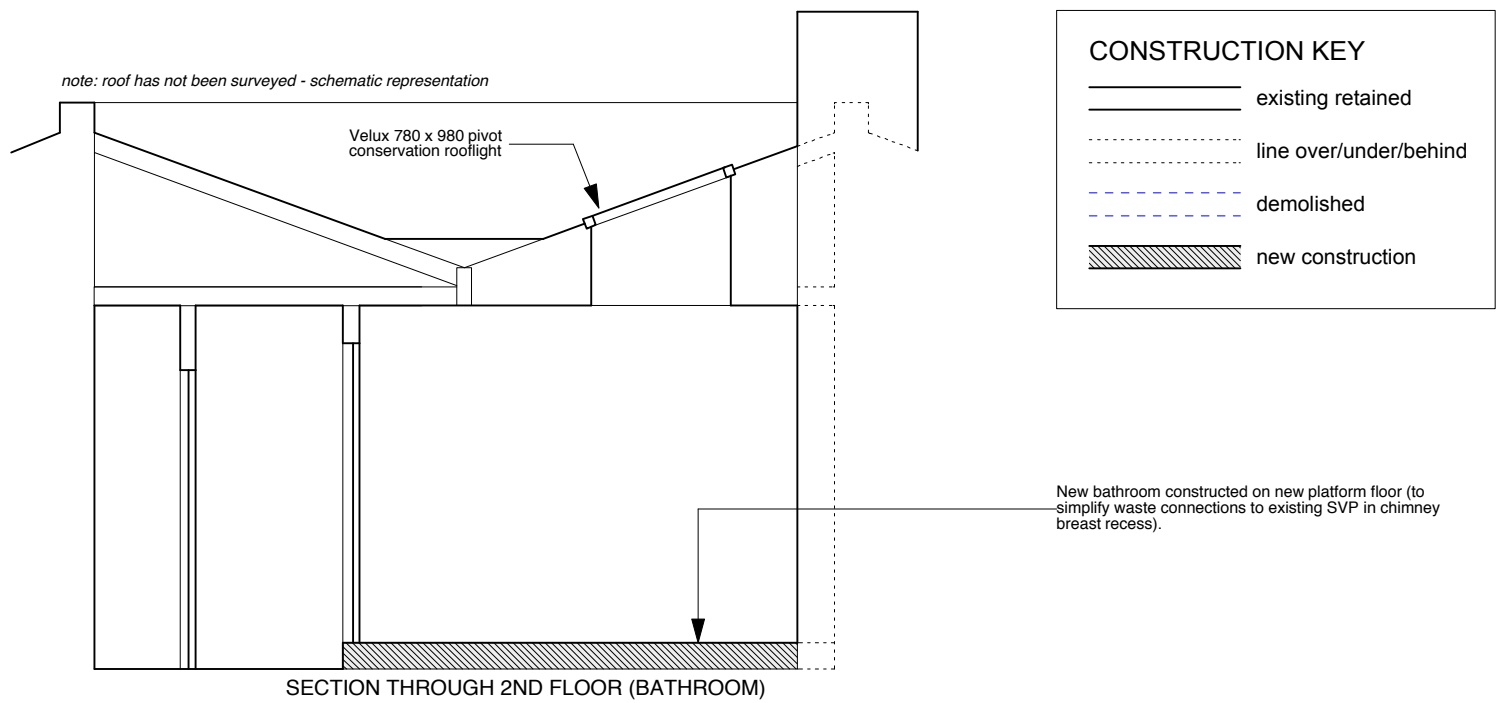 note: roof has not been surveyed - schematic representation
Velux 780 x 980 pivot
conservation rooflight
CONSTRUCTION KEY
existing retained
line over/under/behind
demolished
new construction
New bathroom constructed on new platform floor (to
simplify waste connections to existing SVP in chimney
breast recess).
SECTION THROUGH 2ND FLOOR (BATHROOM)